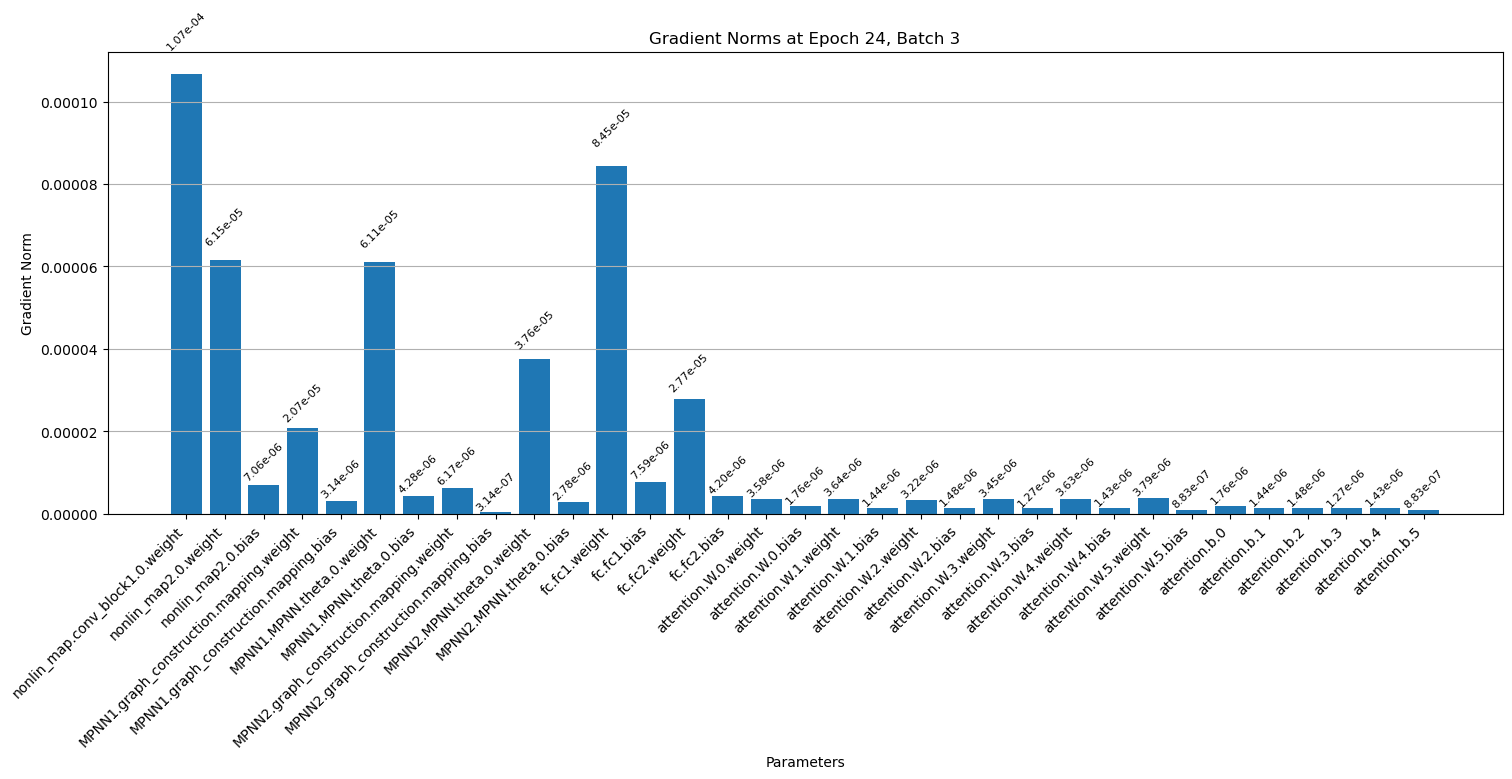 Gradient Norms at Epoch 24, Batch 3
Gradient Norm
0.00010
0.00008
0.00006
0.00004
0.00002
0.00000
1.07e-04
6.15e-05
7.06e-06
2.07e-05
3.14e-06
6.11e-05
4.28e-06
6.17e-06
3.14e-07
3.76e-05
2.78e-06
8.45e-05
7.59e-06
2.77e-05
4.20e-06
3.58e-06
1.76e-06
3.64e-06
1.44e-06
3.22e-06
1.48e-06
3.45e-06
1.27e-06
3.63e-06
1.43e-06
3.79e-06
8.83e-07
1.76e-06
1.44e-06
1.48e-06
1.27e-06
1.43e-06
8.83e-07
nonlin_map.conv_block1.0.weight
nonlin_map2.0.weight
nonlin_map2.0.bias
MPNN1.graph_construction.mapping.weight
MPNN1.graph_construction.mapping.bias
MPNN1.MPNN.theta.0.weight
MPNN1.MPNN.theta.0.bias
MPNN2.graph_construction.mapping.weight
MPNN2.graph_construction.mapping.bias
MPNN2.MPNN.theta.0.weight
MPNN2.MPNN.theta.0.bias
fc.fc1.weight
fc.fc1.bias
fc.fc2.weight
fc.fc2.bias
attention.W.0.weight
attention.W.0.bias
attention.W.1.weight
attention.W.1.bias
attention.W.2.weight
attention.W.2.bias
attention.W.3.weight
attention.W.3.bias
attention.W.4.weight
attention.W.4.bias
attention.W.5.weight
attention.W.5.bias
attention.b.0
attention.b.1
attention.b.2
attention.b.3
attention.b.4
attention.b.5
Parameters